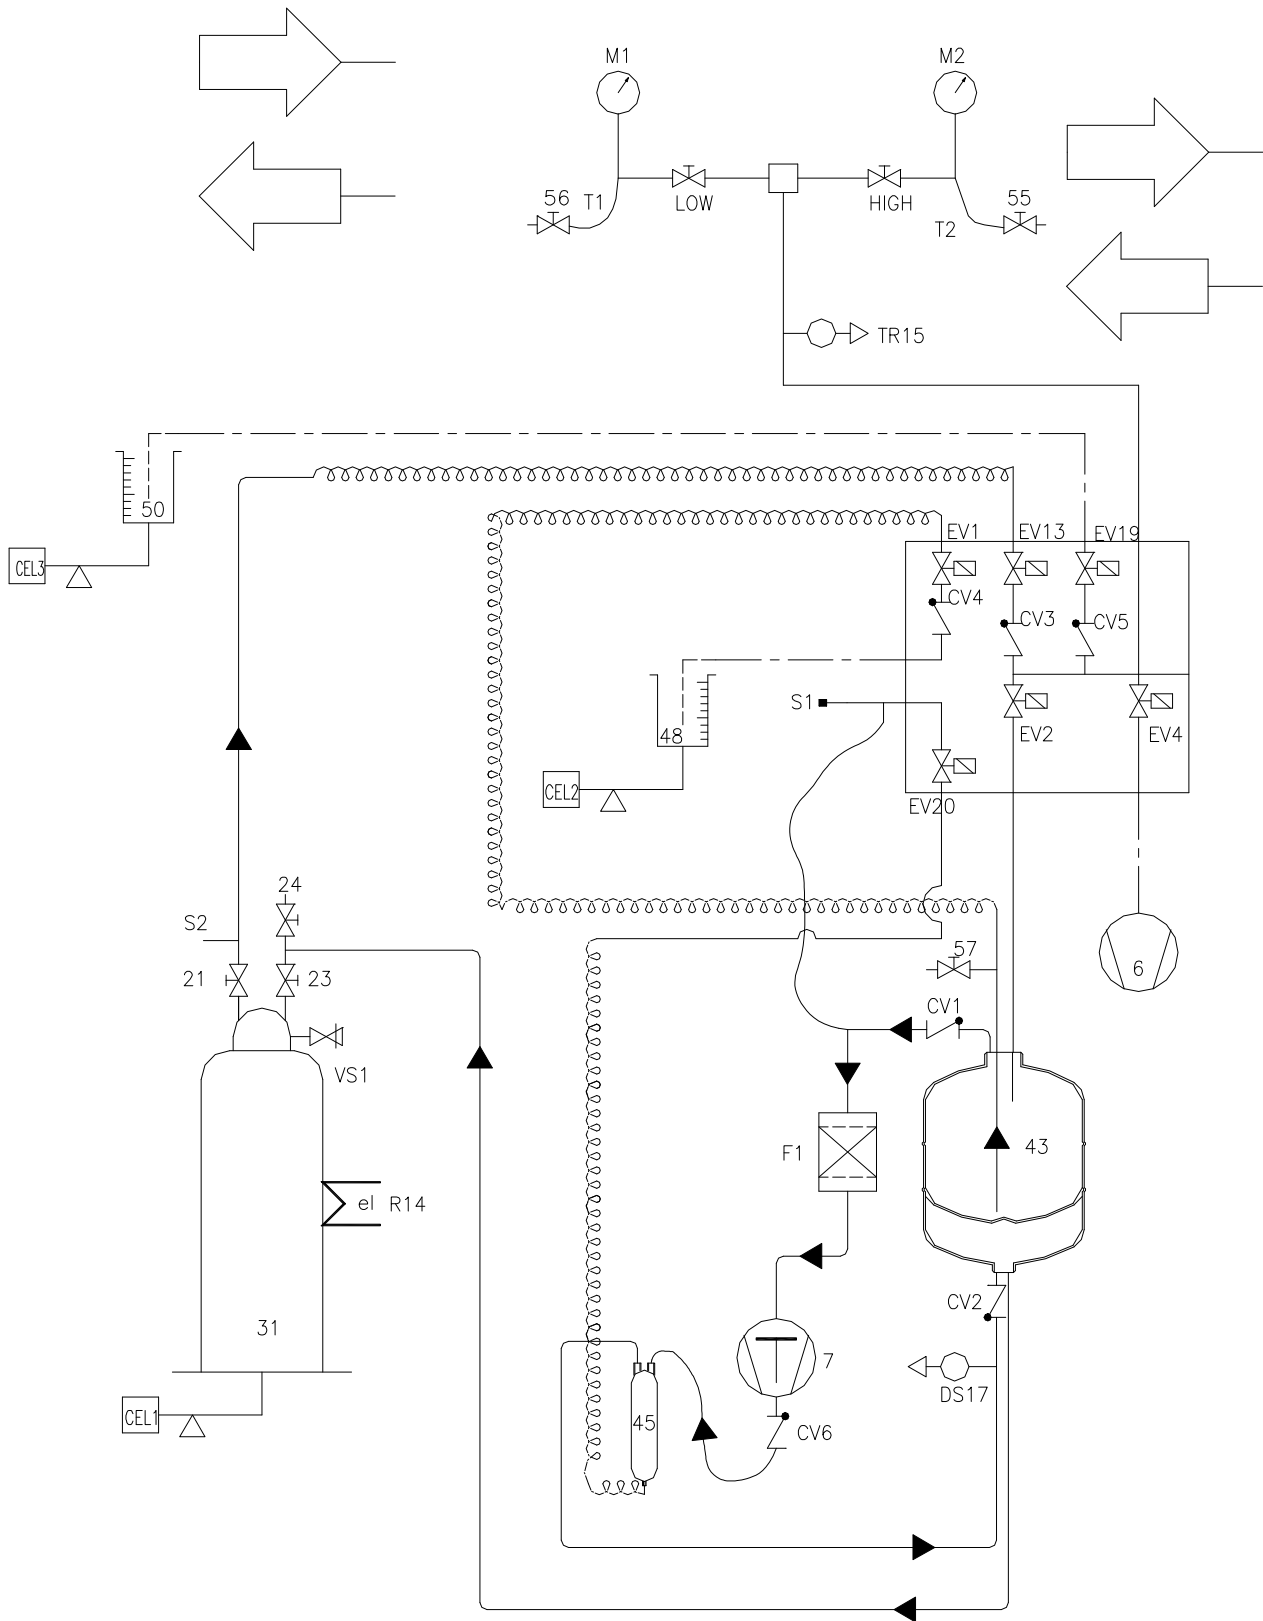 M1
M2
56
T1
LOW
HIGH
T2
55
TR15
50
CEL3
EV1
EV13
EV19
CV4
CV3
CV5
S1
48
EV2
EV4
CEL2
EV20
24
S2
57
6
21
23
CV1
VS1
F1
43
el
R14
CV2
31
7
DS17
CEL1
45
CV6